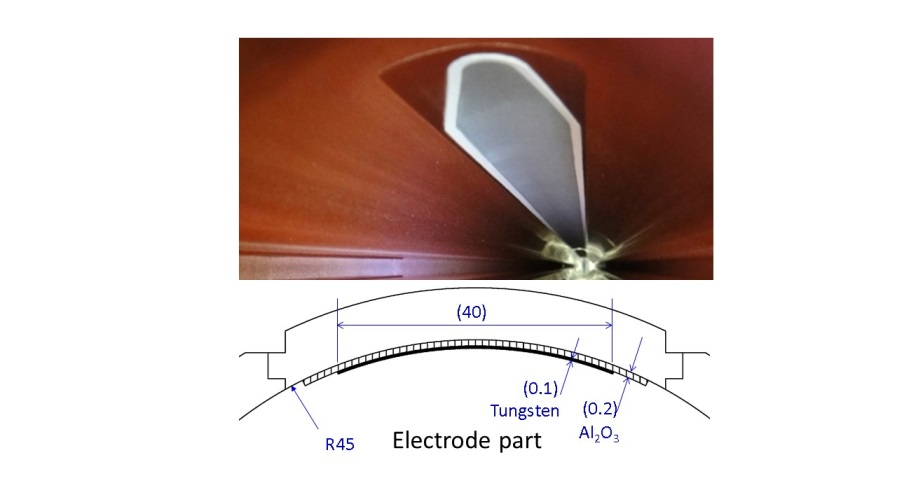 (40)
(0.1)
Tungsten
(0.2)
Al₂O₃
R45
Electrode part